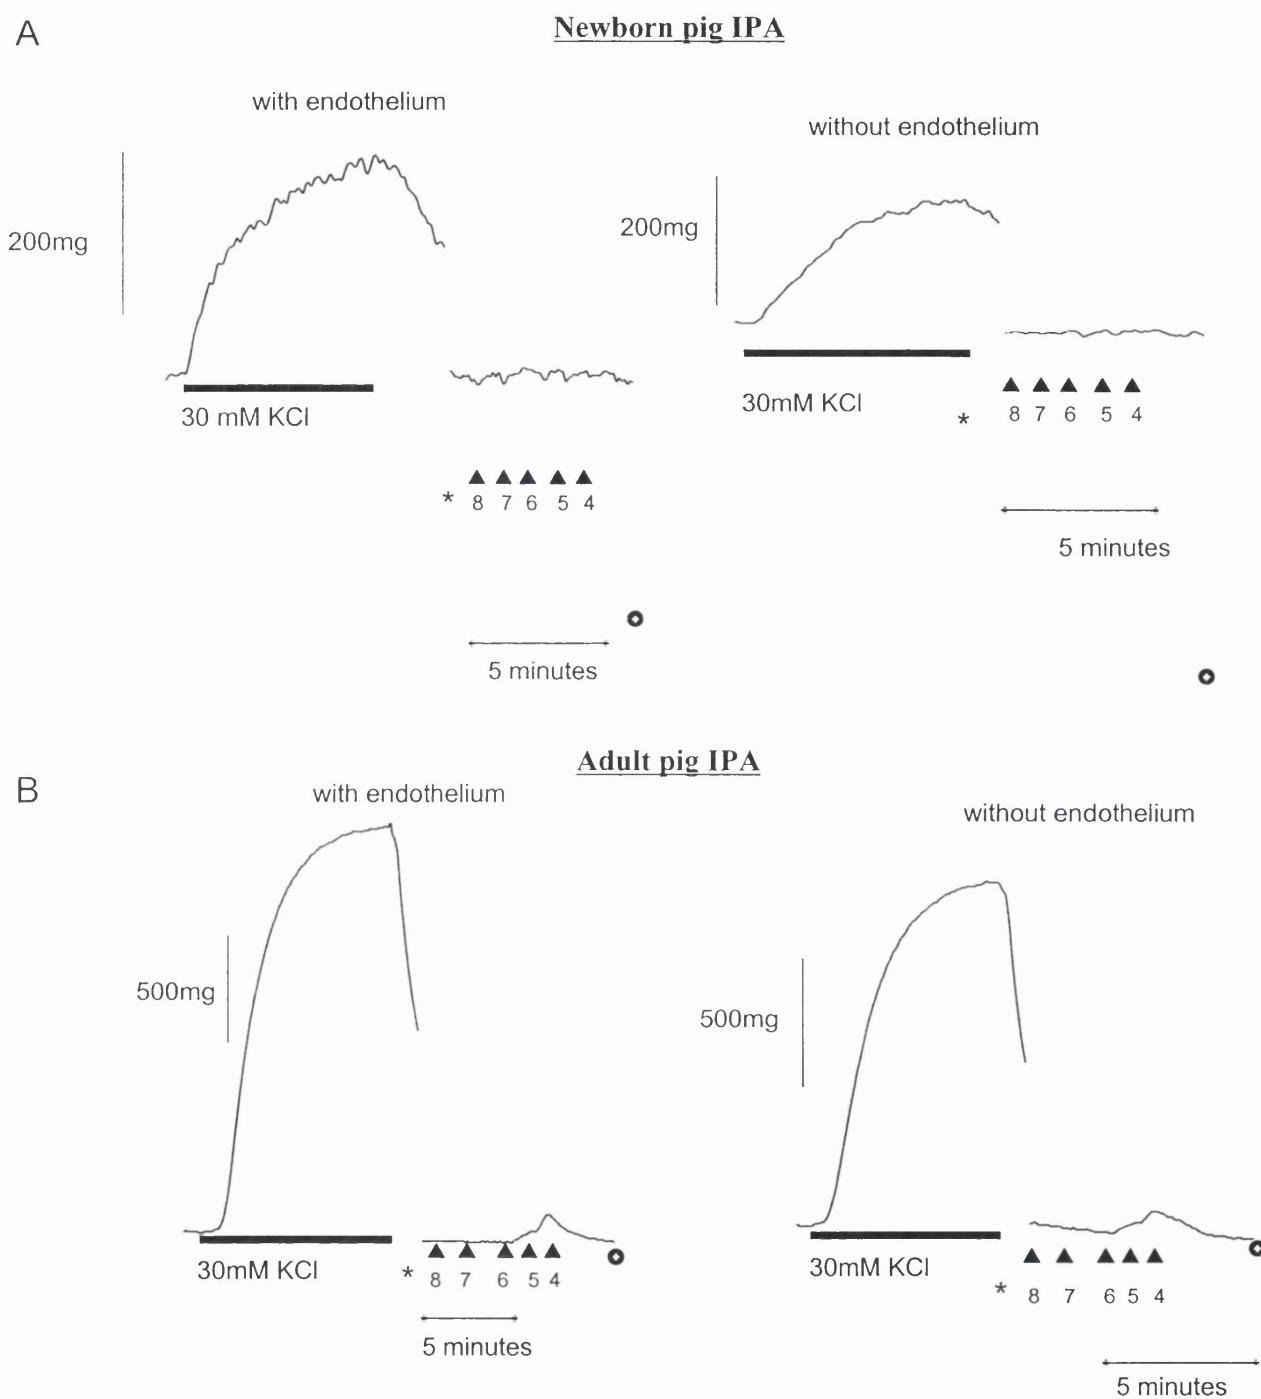 A
Newborn pig IPA
with endothelium
without endothelium
200mg
200mg
30 mM KCl
30mM KCl
*
8 7 6 5 4
*
8 7 6 5 4
5 minutes
5 minutes
Adult pig IPA
B
with endothelium
without endothelium
500mg
500mg
30mM KCl
*
8 7 6 5 4
30mM KCl
*
8 7 6 5 4
5 minutes
5 minutes